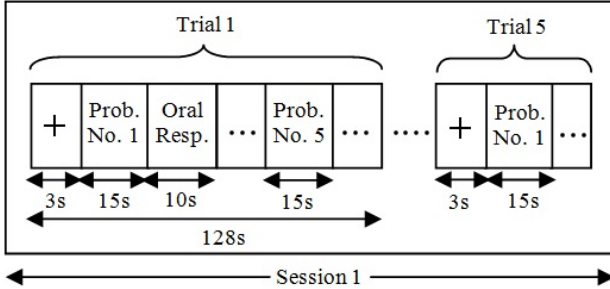 Trial 1
Trial 5
+
Prob.
No. 1
Oral
Resp.
...
Prob.
No. 5
...
....
+
Prob.
No. 1
...
3s
15s
10s
15s
3s
15s
128s
Session 1